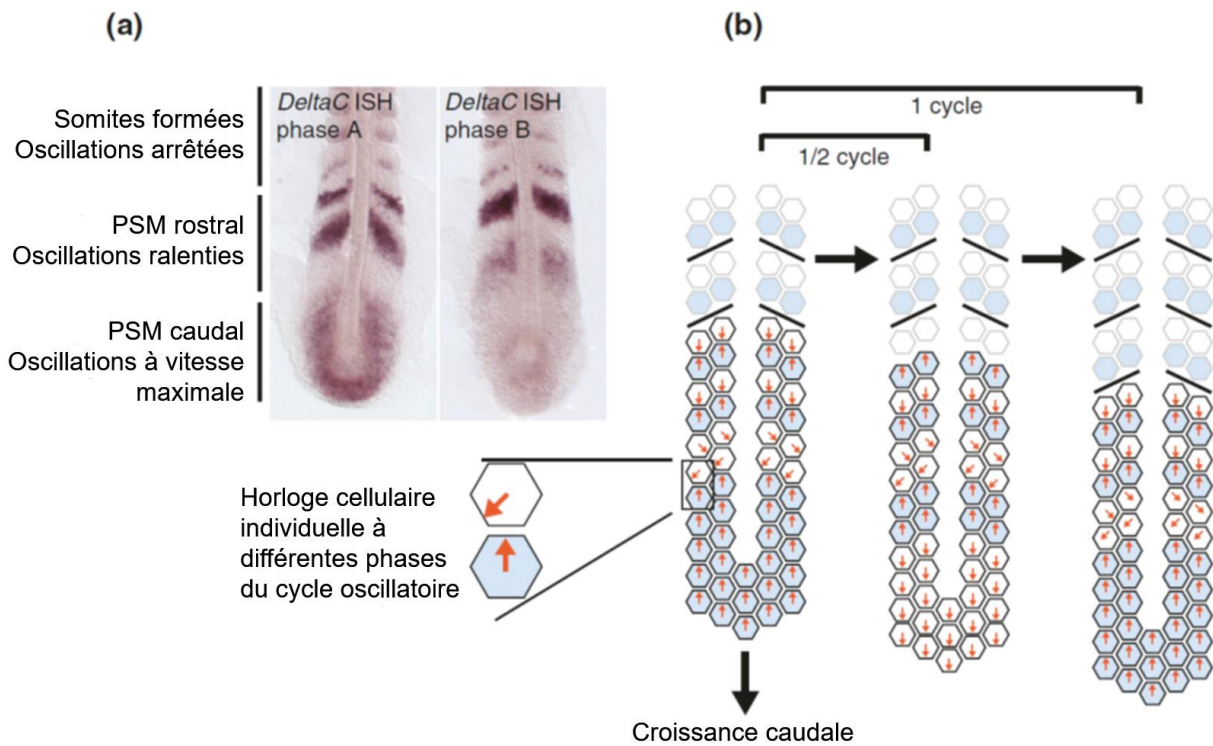 (a)
(b)
DeltaC ISH
phase A
DeltaC ISH
phase B
1 cycle
1/2 cycle
Somites formées
Oscillations arrêtées
PSM rostral
Oscillations ralenties
PSM caudal
Oscillations à vitesse
maximale
Horloge cellulaire
individuelle à
différentes phases
du cycle oscillatoire
Croissance caudale